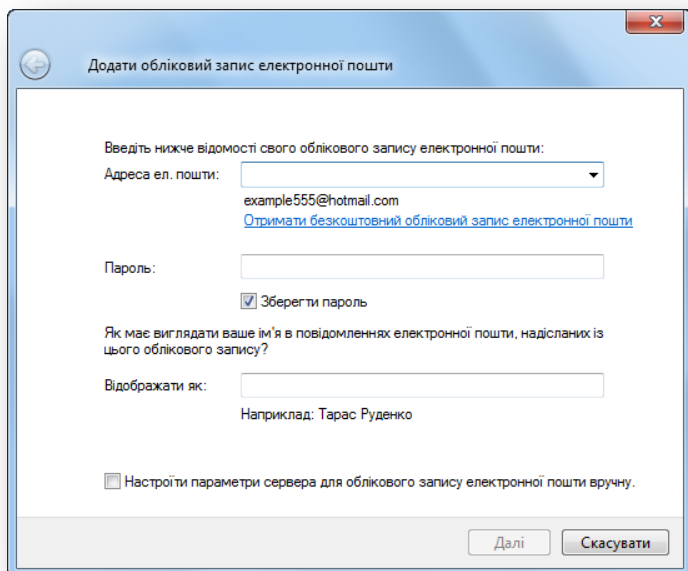 Додати обліковий запис електронної пошти
Введіть нижче відомості свого облікового запису електронної пошти:
Адреса ел. пошти:
example555@hotmail.com
Отримати безкоштовний обліковий запис електронної пошти
Пароль:
Зберегти пароль
Як має виглядати ваше ім'я в повідомленнях електронної пошти, надісланих із
цього облікового запису?
Відображати як:
Наприклад: Тарас Руденко
Настроїти параметри сервера для облікового запису електронної пошти вручну.
Далі Скасувати